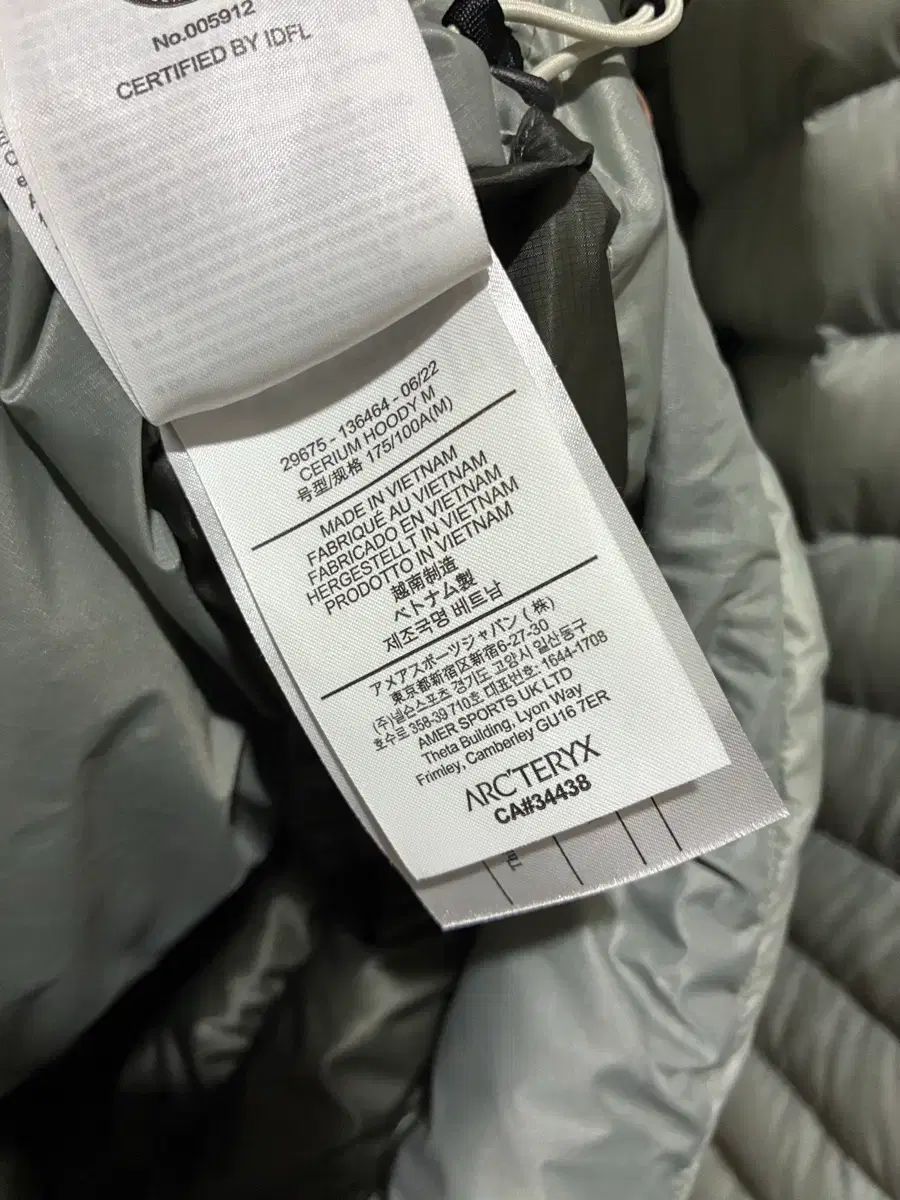 No.005912
CERTIFIED BY IDFL
29675 - 136464 - 06/22
CERIUM HOODY M
号型/规格 175/100A(M)
MADE IN VIETNAM
FABRIQUÉ AU VIETNAM
FABRICADO EN VIETNAM
HERGESTELLT IN VIETNAM
PRODOTTO IN VIETNAM
越南制造
ベトナム製
제조국명 베트남
アメアスポーツジャパン (株)
東京都新宿区新宿6-27-30
(주)넬슨스포츠 경기도 고양시 일산동구
호수로 358-39 710호 대표번호: 1644-1708
AMER SPORTS UK LTD
Theta Building, Lyon Way
Frimley, Camberley GU16 7ER
ARC'TERYX
CA#34438